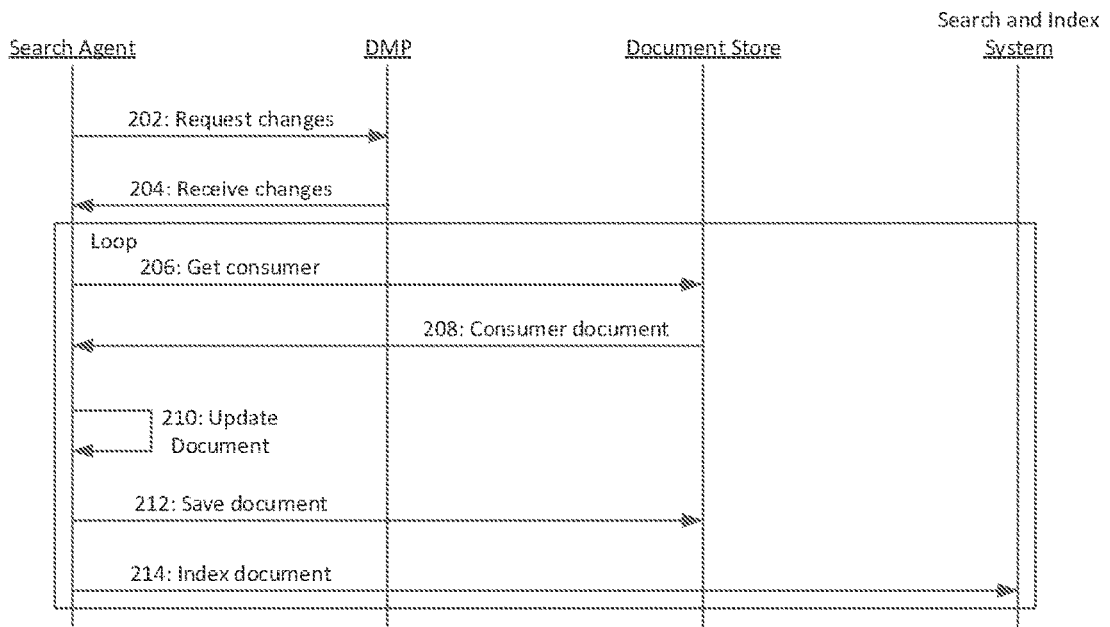 Search and Index
Search Agent DMP Document Store System
202: Request changes
204: Receive changes
Loop
206: Get consumer
208: Consumer document
210: Update
Document
212: Save document
214: Index document